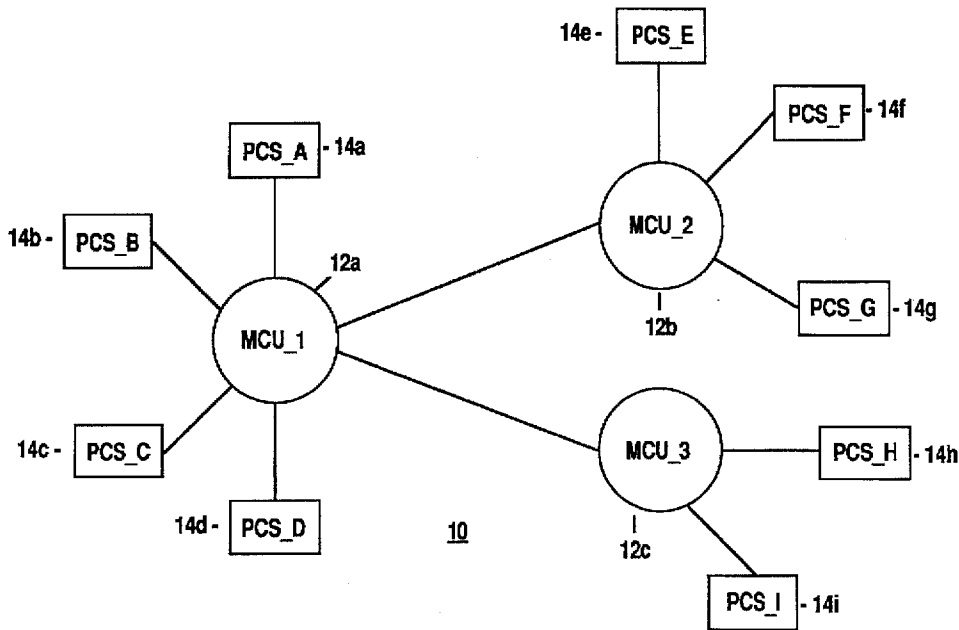 14e - PCS_E
PCS_F - 14f
PCS_A - 14a
14b - PCS_B
MCU_2
12a
PCS_G - 14g
12b
MCU_1
14c - PCS_C
MCU_3
PCS_H - 14h
14d - PCS_D
10
12c
PCS_I - 14i